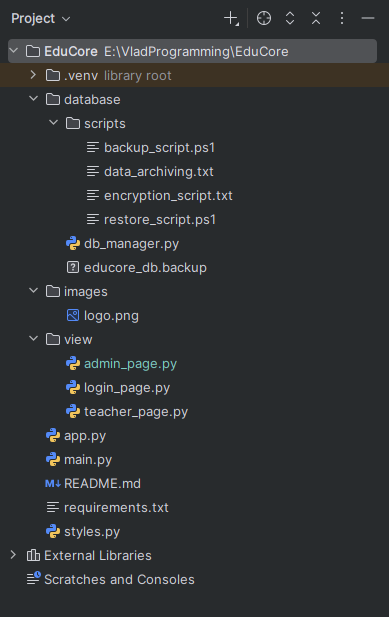 Project
EduCore E:\VladProgramming\EduCore
.venv library root
database
scripts
backup_script.ps1
data_archiving.txt
encryption_script.txt
restore_script.ps1
db_manager.py
educore_db.backup
images
logo.png
view
admin_page.py
login_page.py
teacher_page.py
app.py
main.py
M↓ README.md
requirements.txt
styles.py
External Libraries
Scratches and Consoles